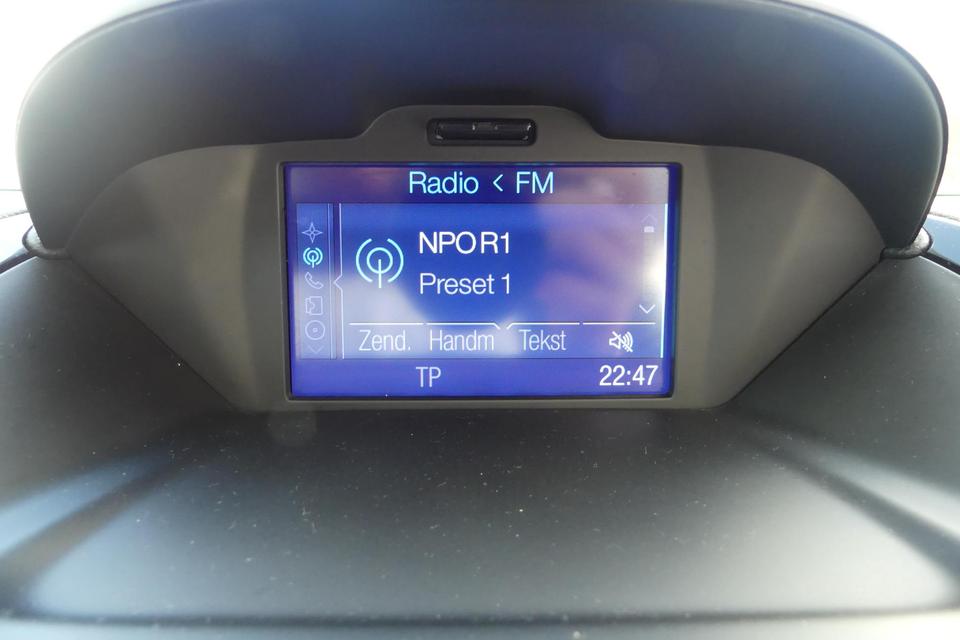 Radio < FM
NPO R1
Preset 1
Zend. Handm Tekst
TP 22:47